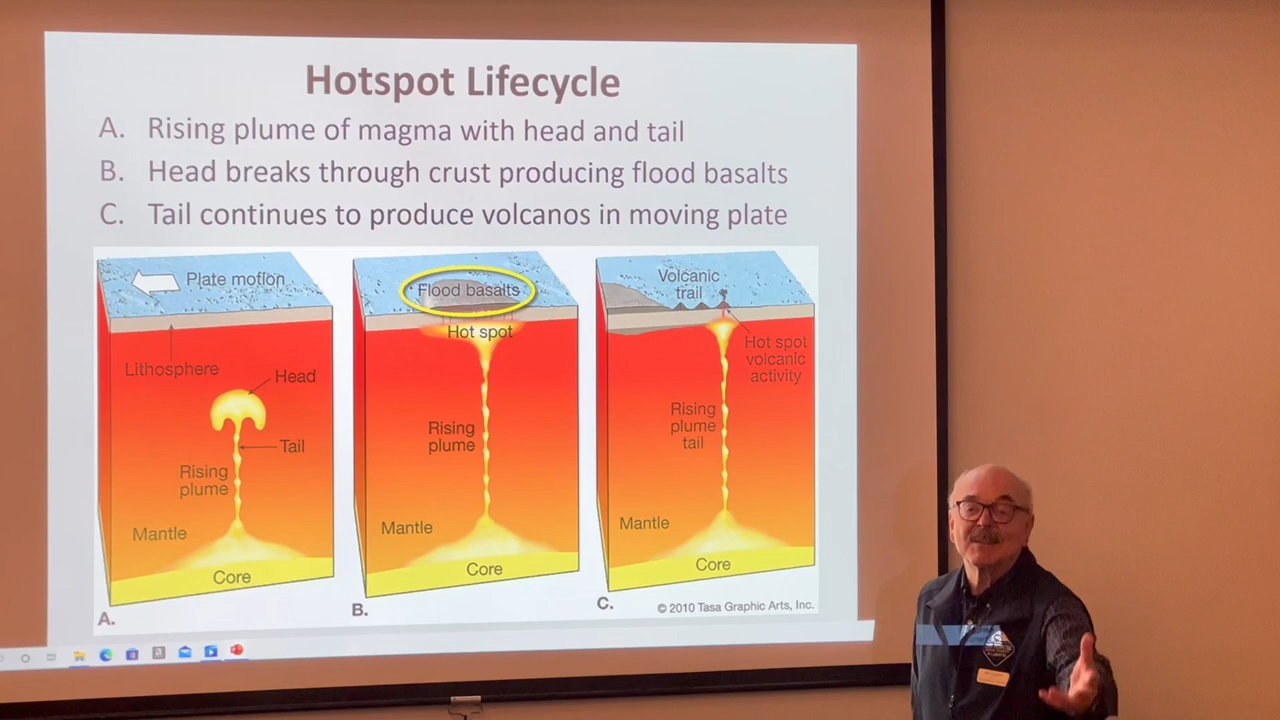 Hotspot Lifecycle
A. Rising plume of magma with head and tail
B. Head breaks through crust producing flood basalts
C. Tail continues to produce volcanos in moving plate
Plate motion
Lithosphere
Head
Tail
Rising
plume
Mantle
Core
A.
Flood basalts
Hot spot
Rising
plume
Mantle
Core
B.
Volcanic
trail
Hot spot
volcanic
activity
Rising
plume
tail
Mantle
Core
C.
© 2010 Tasa Graphic Arts, Inc.